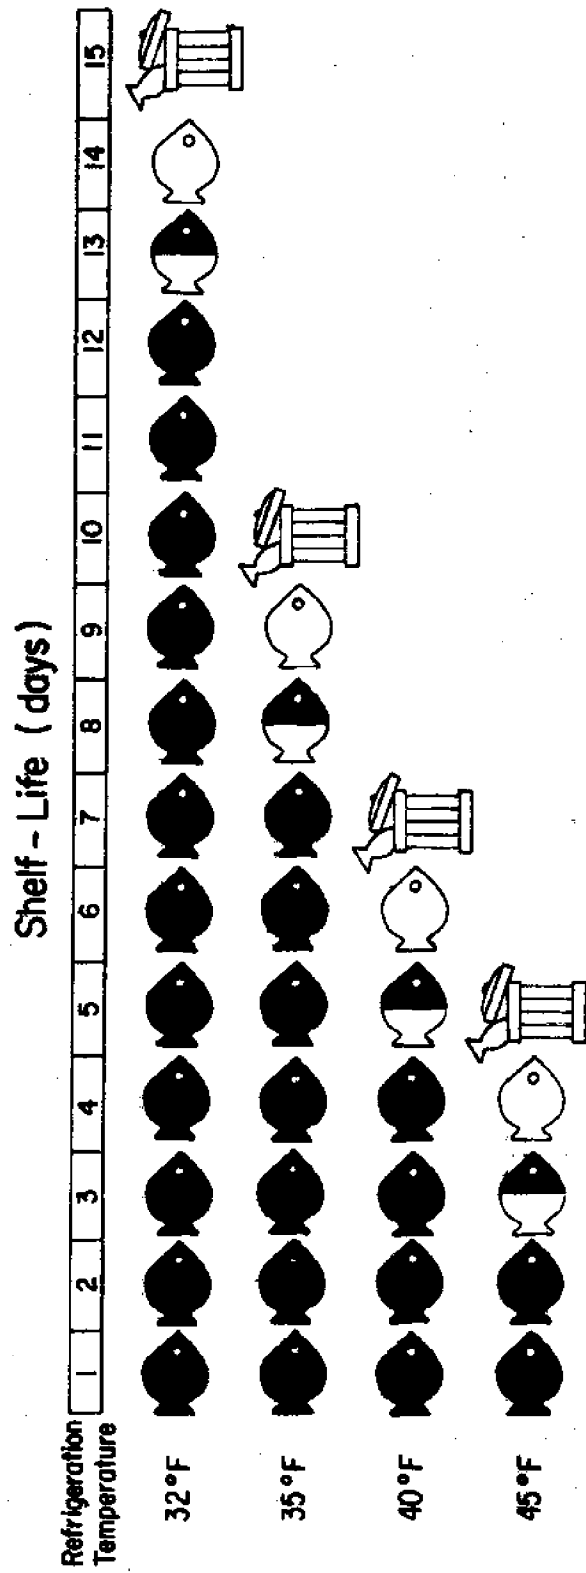 Shelf-Life (days)
Refrigeration Temperature 1 2 3 4 5 6 7 8 9 10 11 12 13 14 15
32°F
35°F
40°F
45°F